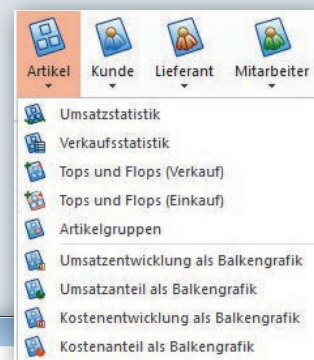 Artikel Kunde Lieferant Mitarbeiter
Umsatzstatistik
Verkaufsstatistik
Tops und Flops (Verkauf)
Tops und Flops (Einkauf)
Artikelgruppen
Umsatzentwicklung als Balkengrafik
Umsatzanteil als Balkengrafik
Kostenentwicklung als Balkengrafik
Kostenanteil als Balkengrafik